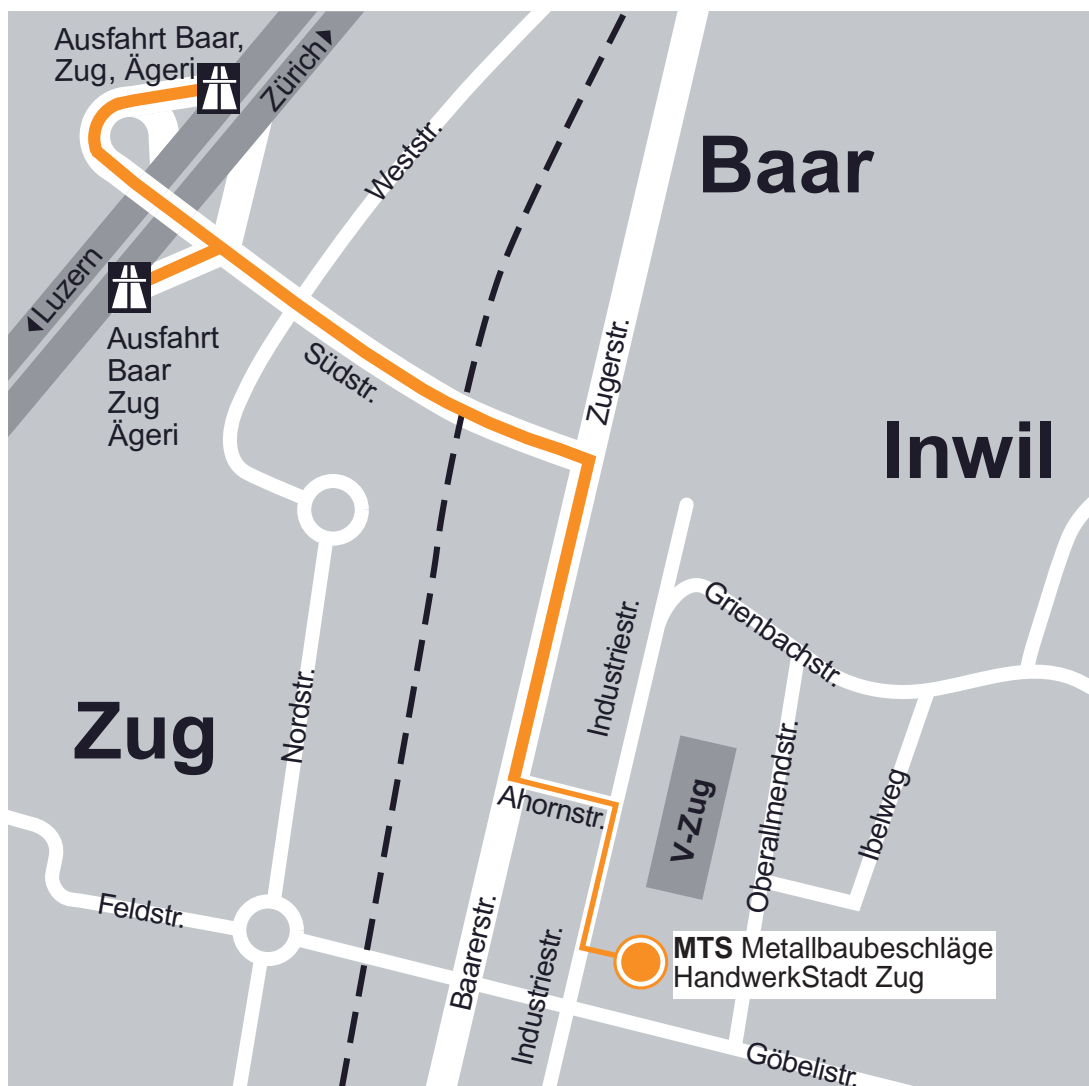 Ausfahrt Baar,
Zug, Ägeri
Zürich
Weststr.
Baar
Luzern
Ausfahrt
Baar
Zug
Ägeri
Südstr.
Zugerstr.
Inwil
Grienbachstr.
Industriestr.
Nordstr.
Zug
Oberallmendstr.
Ibelweg
Ahornstr.
V-Zug
Feldstr.
Baarerstr.
Industriestr.
MTS Metallbaubeschläge
HandwerkStadt Zug
Göbelistr.